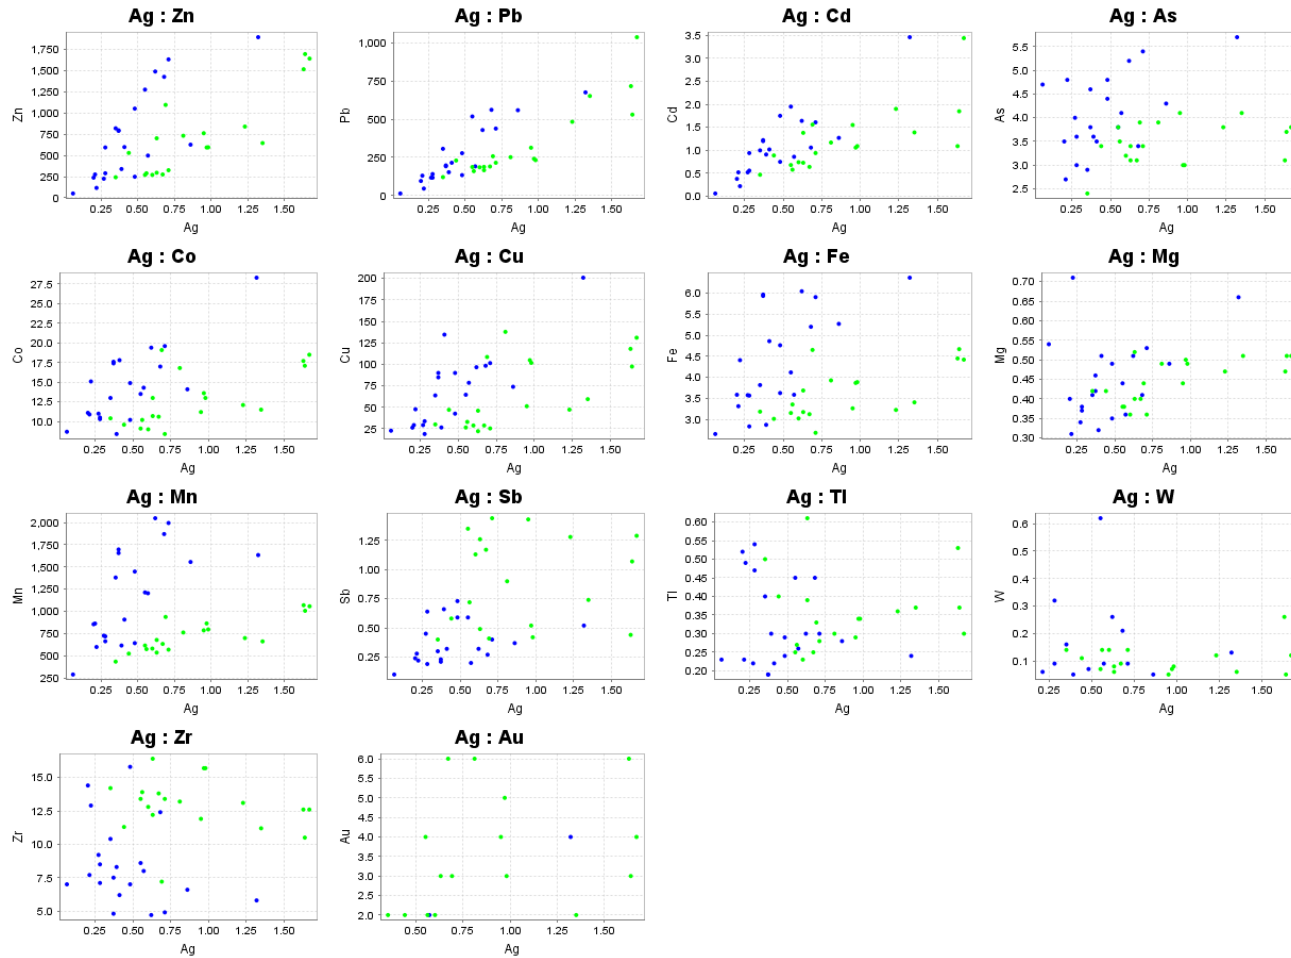 Ag : Zn
1,750
1,500
1,250
1,000
750
500
250
0
Zn
0.25 0.50 0.75 1.00 1.25 1.50
Ag
Ag : Pb
1,000
750
500
250
0
Pb
0.25 0.50 0.75 1.00 1.25 1.50
Ag
Ag : Cd
3.5
3.0
2.5
2.0
1.5
1.0
0.5
0.0
Cd
0.25 0.50 0.75 1.00 1.25 1.50
Ag
Ag : As
5.5
5.0
4.5
4.0
3.5
3.0
2.5
As
0.25 0.50 0.75 1.00 1.25 1.50
Ag
Ag : Co
27.5
25.0
22.5
20.0
17.5
15.0
12.5
10.0
Co
0.25 0.50 0.75 1.00 1.25 1.50
Ag
Ag : Cu
200
175
150
125
100
75
50
25
Cu
0.25 0.50 0.75 1.00 1.25 1.50
Ag
Ag : Fe
6.0
5.5
5.0
4.5
4.0
3.5
3.0
Fe
0.25 0.50 0.75 1.00 1.25 1.50
Ag
Ag : Mg
0.70
0.65
0.60
0.55
0.50
0.45
0.40
0.35
0.30
Mg
0.25 0.50 0.75 1.00 1.25 1.50
Ag
Ag : Mn
2,000
1,750
1,500
1,250
1,000
750
500
250
Mn
0.25 0.50 0.75 1.00 1.25 1.50
Ag
Ag : Sb
1.25
1.00
0.75
0.50
0.25
Sb
0.25 0.50 0.75 1.00 1.25 1.50
Ag
Ag : Tl
0.60
0.55
0.50
0.45
0.40
0.35
0.30
0.25
0.20
Tl
0.25 0.50 0.75 1.00 1.25 1.50
Ag
Ag : W
0.6
0.5
0.4
0.3
0.2
0.1
W
0.25 0.50 0.75 1.00 1.25 1.50
Ag
Ag : Zr
15.0
12.5
10.0
7.5
5.0
Zr
0.25 0.50 0.75 1.00 1.25 1.50
Ag
Ag : Au
6.0
5.5
5.0
4.5
4.0
3.5
3.0
2.5
2.0
Au
0.50 0.75 1.00 1.25 1.50
Ag